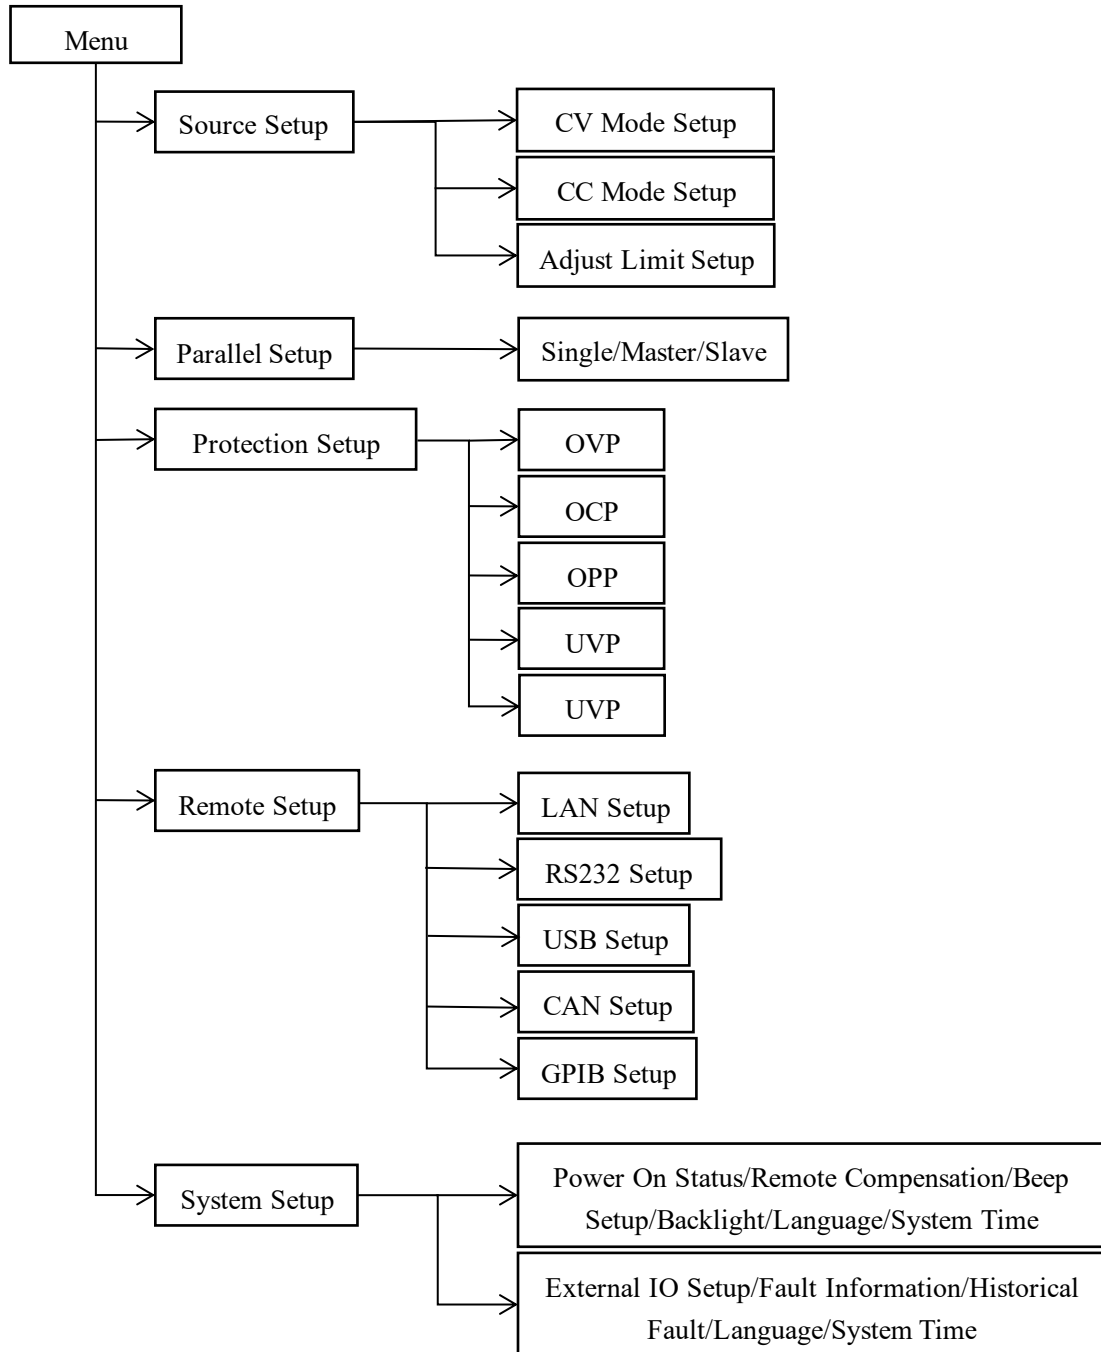 Menu
Source Setup
CV Mode Setup
CC Mode Setup
Adjust Limit Setup
Parallel Setup
Single/Master/Slave
Protection Setup
OVP
OCP
OPP
UVP
UVP
Remote Setup
LAN Setup
RS232 Setup
USB Setup
CAN Setup
GPIB Setup
System Setup
Power On Status/Remote Compensation/Beep
Setup/Backlight/Language/System Time
External IO Setup/Fault Information/Historical
Fault/Language/System Time